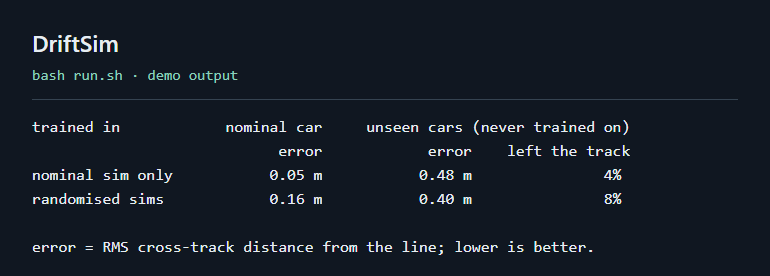 DriftSim
bash run.sh · demo output
trained in nominal car unseen cars (never trained on)
error error left the track
nominal sim only 0.05 m 0.48 m 4%
randomised sims 0.16 m 0.40 m 8%
error = RMS cross-track distance from the line; lower is better.